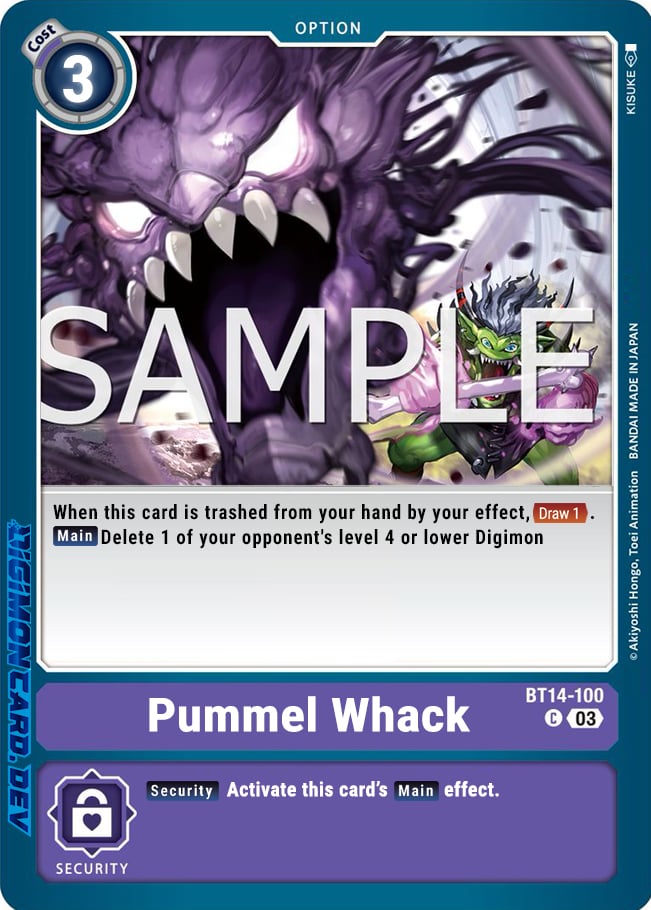 OPTION
Cost
3
KISUKE
SAMPLE
When this card is trashed from your hand by your effect, Draw 1 .
Main Delete 1 of your opponent's level 4 or lower Digimon
© Akiyoshi Hongo, Toei Animation BANDAI MADE IN JAPAN
DIGIMONCARD.DEV
Pummel Whack
BT14-100
C 03
Security Activate this card's Main effect.
SECURITY